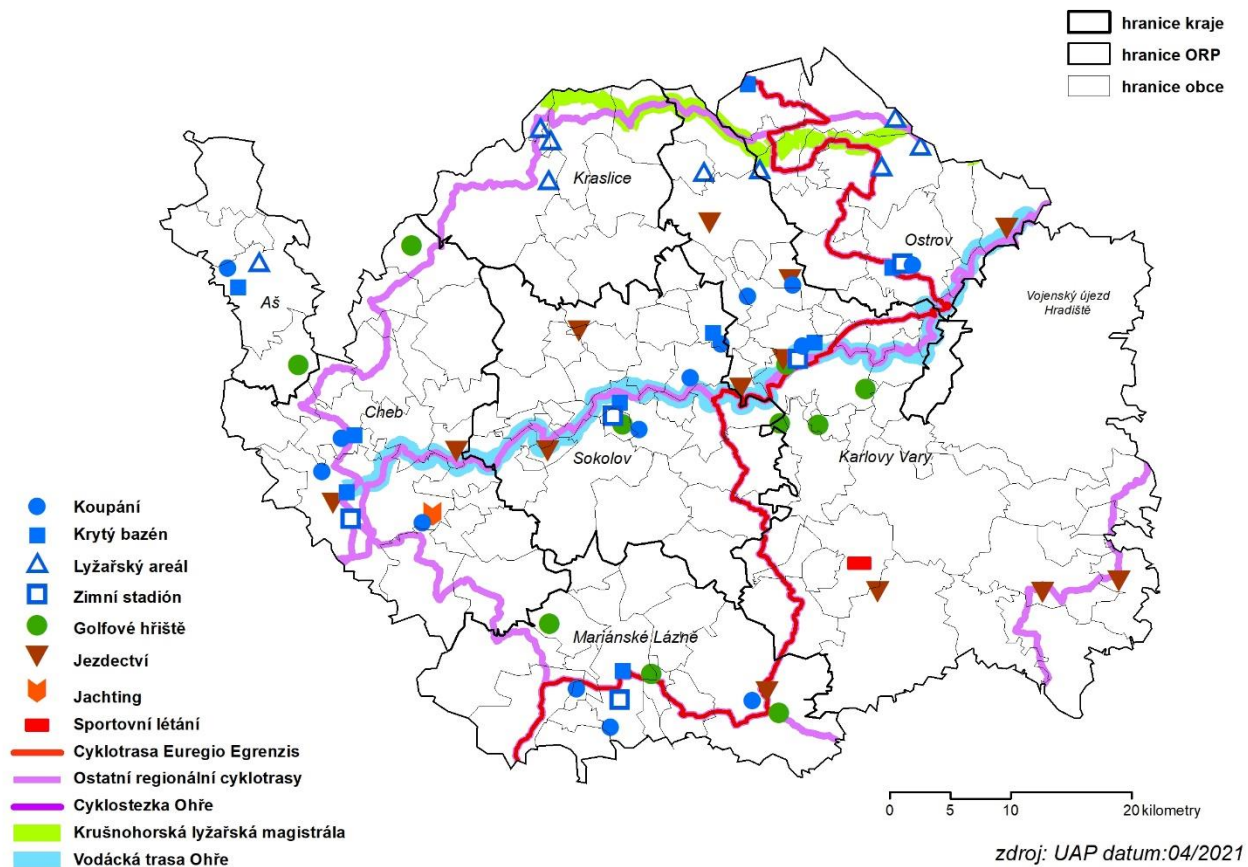 hranice kraje
hranice ORP
hranice obce
Kraslice
Ostrov
Aš
Vojenský újezd
Hradiště
Cheb
Sokolov
Karlovy Vary
Mariánské Lázně
Koupání
Krytý bazén
Lyžařský areál
Zimní stadión
Golfové hřiště
Jezdectví
Jachting
Sportovní létání
Cyklotrasa Euregio Egrenzis
Ostatní regionální cyklotrasy
Cyklostezka Ohře
Krušnohorská lyžařská magistrála
Vodácká trasa Ohře
0 5 10 20 kilometry
zdroj: UAP datum:04/2021